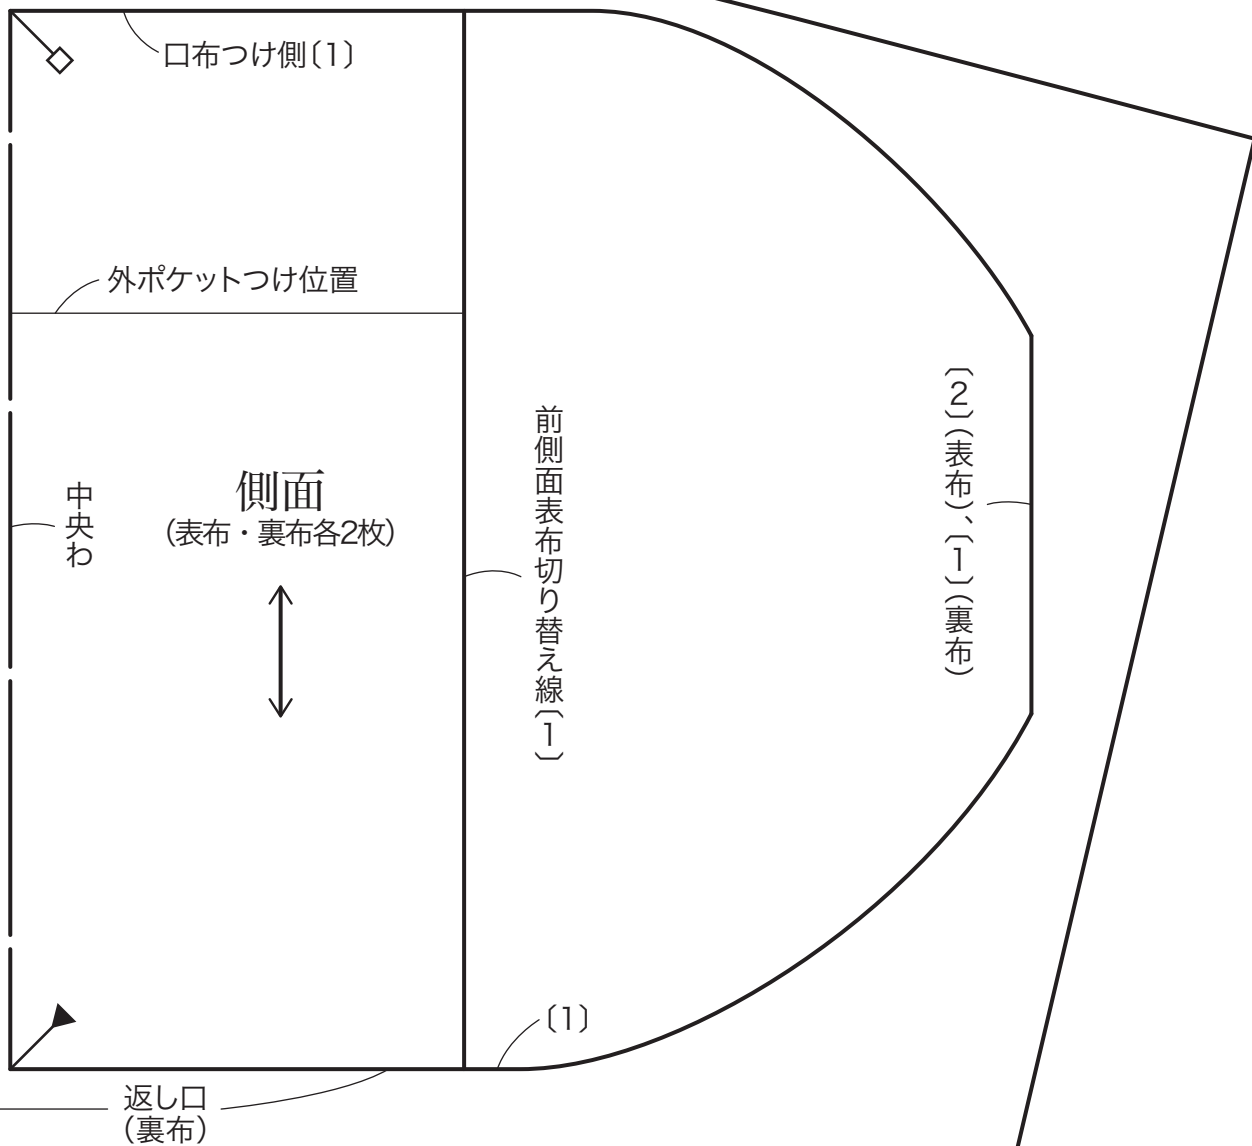 口布つけ側〔1〕
外ポケットつけ位置
中央わ
側面
(表布・裏布各2枚)
前側面表布切り替え線〔1〕
〔2〕(表布)、〔1〕(裏布)
〔1〕
返し口
(裏布)